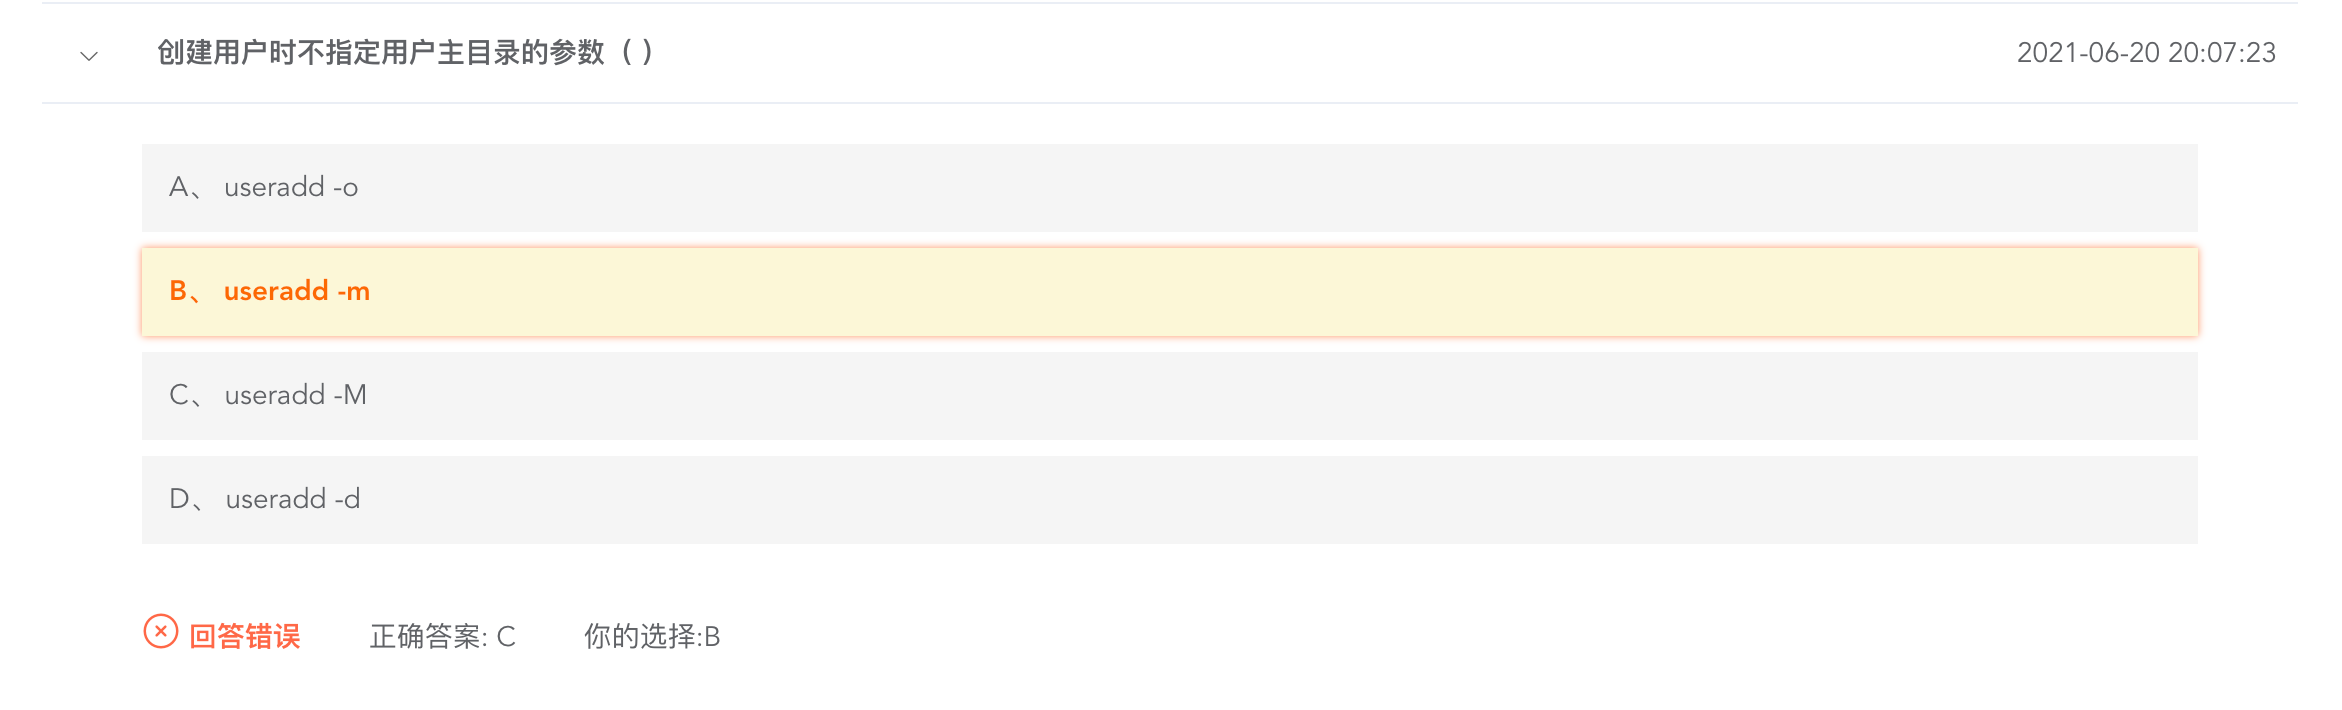 创建用户时不指定用户主目录的参数（ ）
2021-06-20 20:07:23
A、 useradd -o
B、 useradd -m
C、 useradd -M
D、 useradd -d
回答错误 正确答案: C 你的选择:B